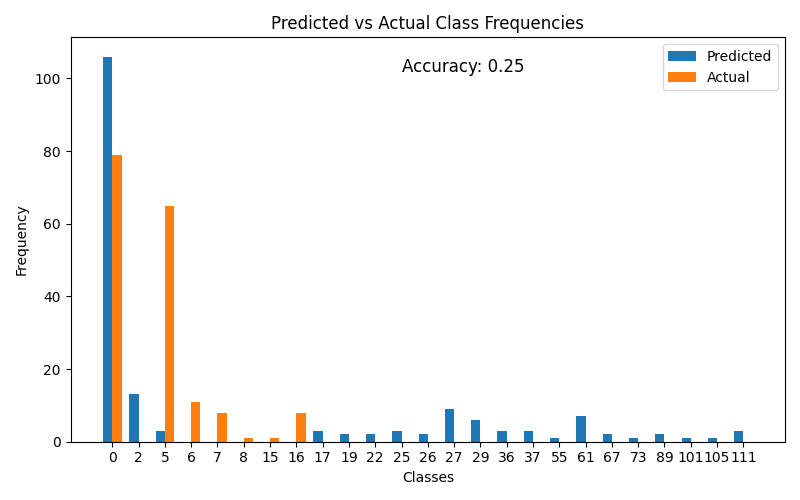 Predicted vs Actual Class Frequencies
Accuracy: 0.25
Predicted
Actual
Frequency
100
80
60
40
20
0
0 2 5 6 7 8 15 16 17 19 22 25 26 27 29 36 37 55 61 67 73 89 101 105 111
Classes